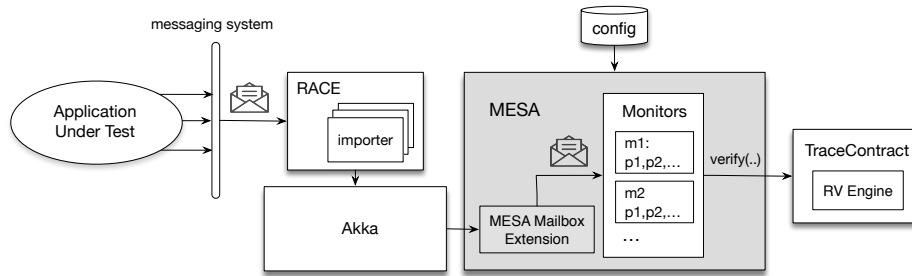 messaging system
config
Application
Under Test
RACE
importer
MESA
Monitors
m1:
p1,p2,...
m2
p1,p2,...
...
verify(..)
TraceContract
RV Engine
Akka
MESA Mailbox
Extension